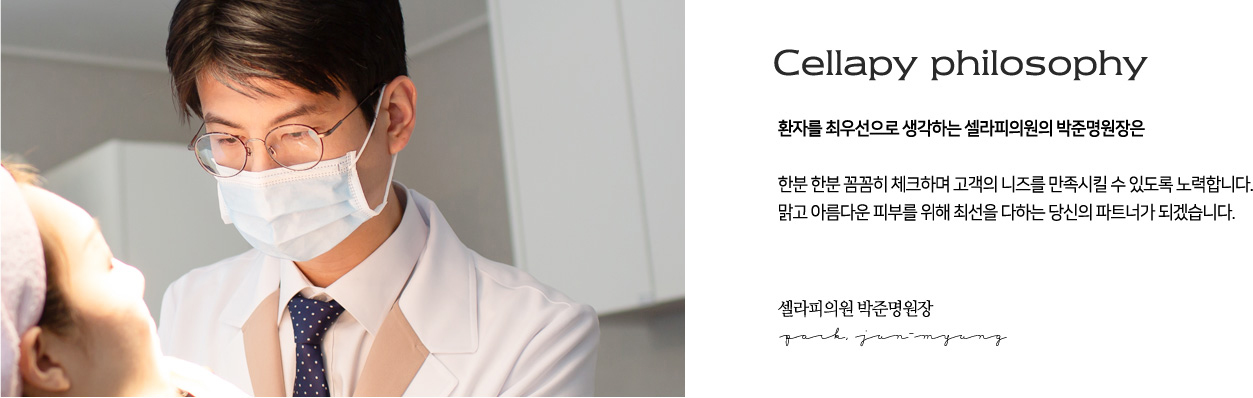 Cellapy philosophy
환자를 최우선으로 생각하는 셀라피의원의 박준명원장은
한분 한분 꼼꼼히 체크하며 고객의 니즈를 만족시킬 수 있도록 노력합니다.
맑고 아름다운 피부를 위해 최선을 다하는 당신의 파트너가 되겠습니다.
셀라피의원 박준명원장
park, jun-myung